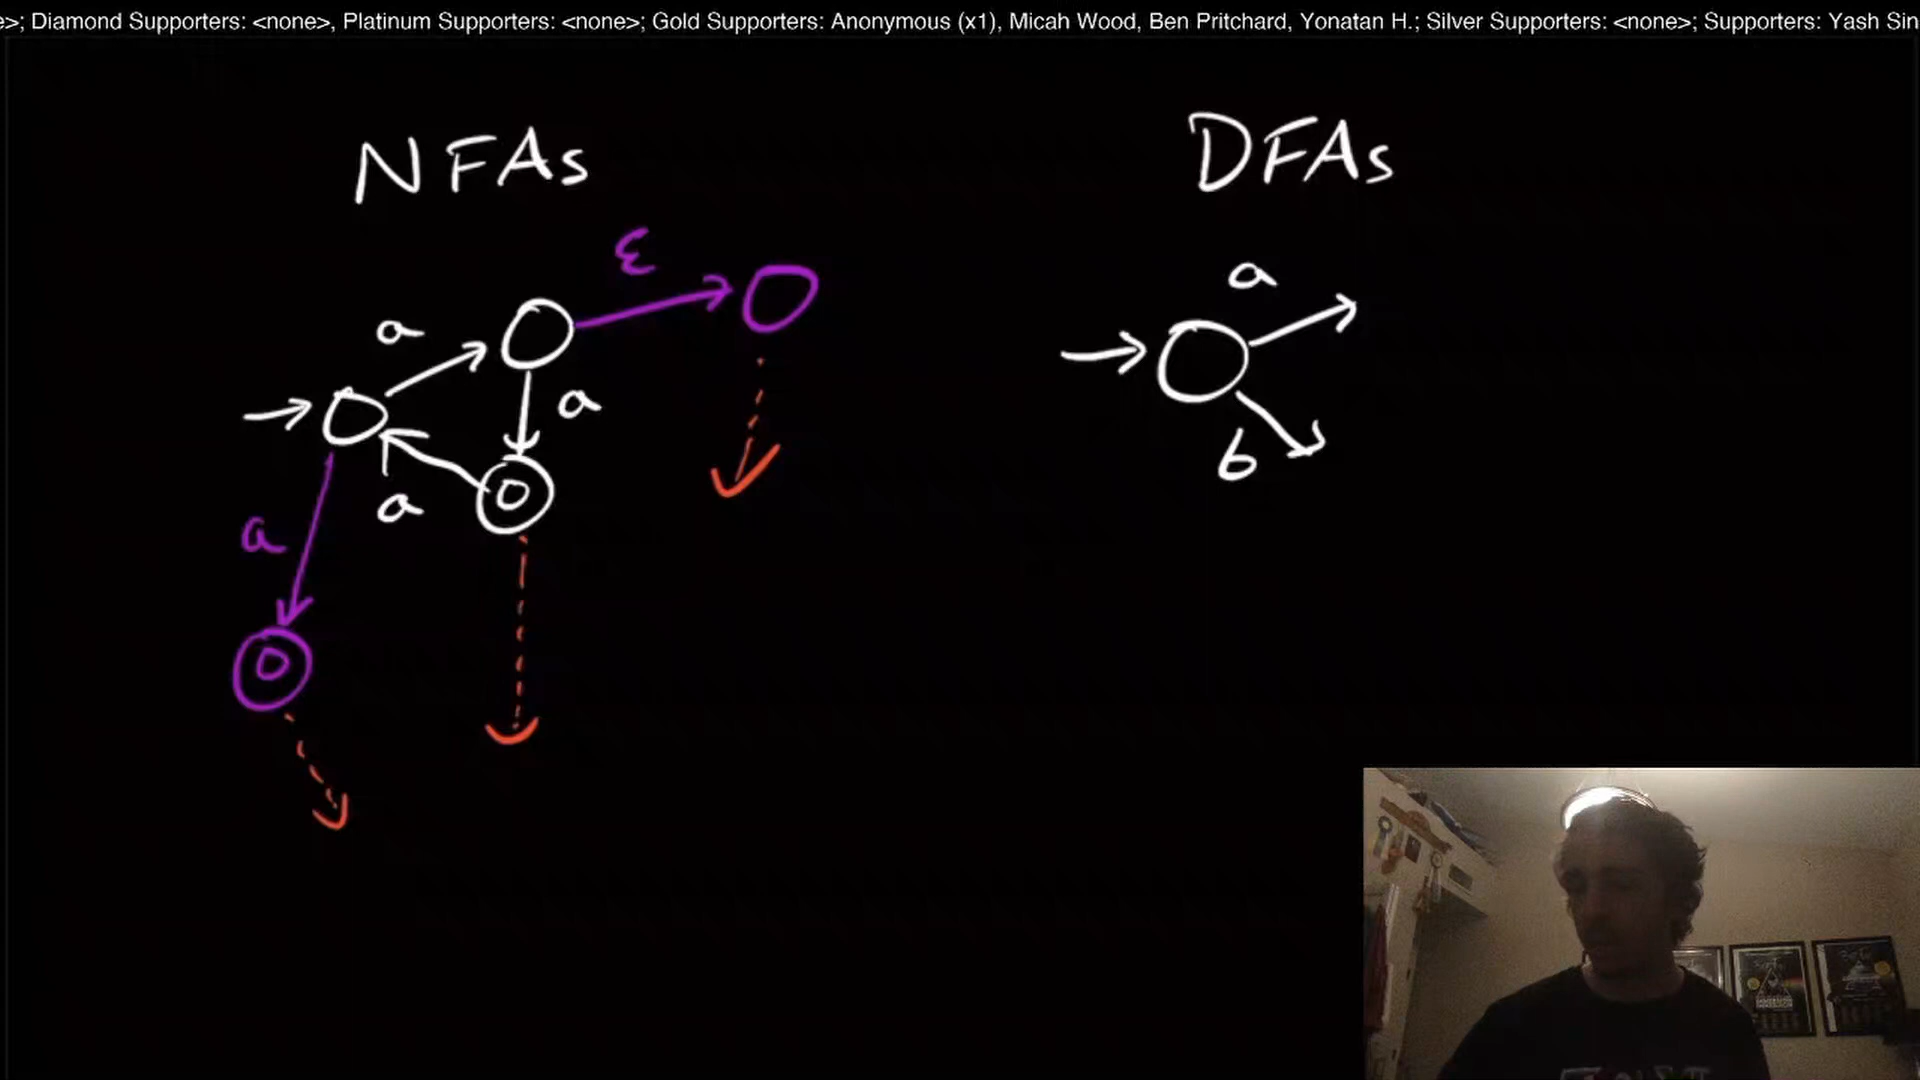 e>; Diamond Supporters: <none>, Platinum Supporters: <none>; Gold Supporters: Anonymous (x1), Micah Wood, Ben Pritchard, Yonatan H.; Silver Supporters: <none>; Supporters: Yash Sin
NFAs
DFAs
ε
a
a
a
a
a
b